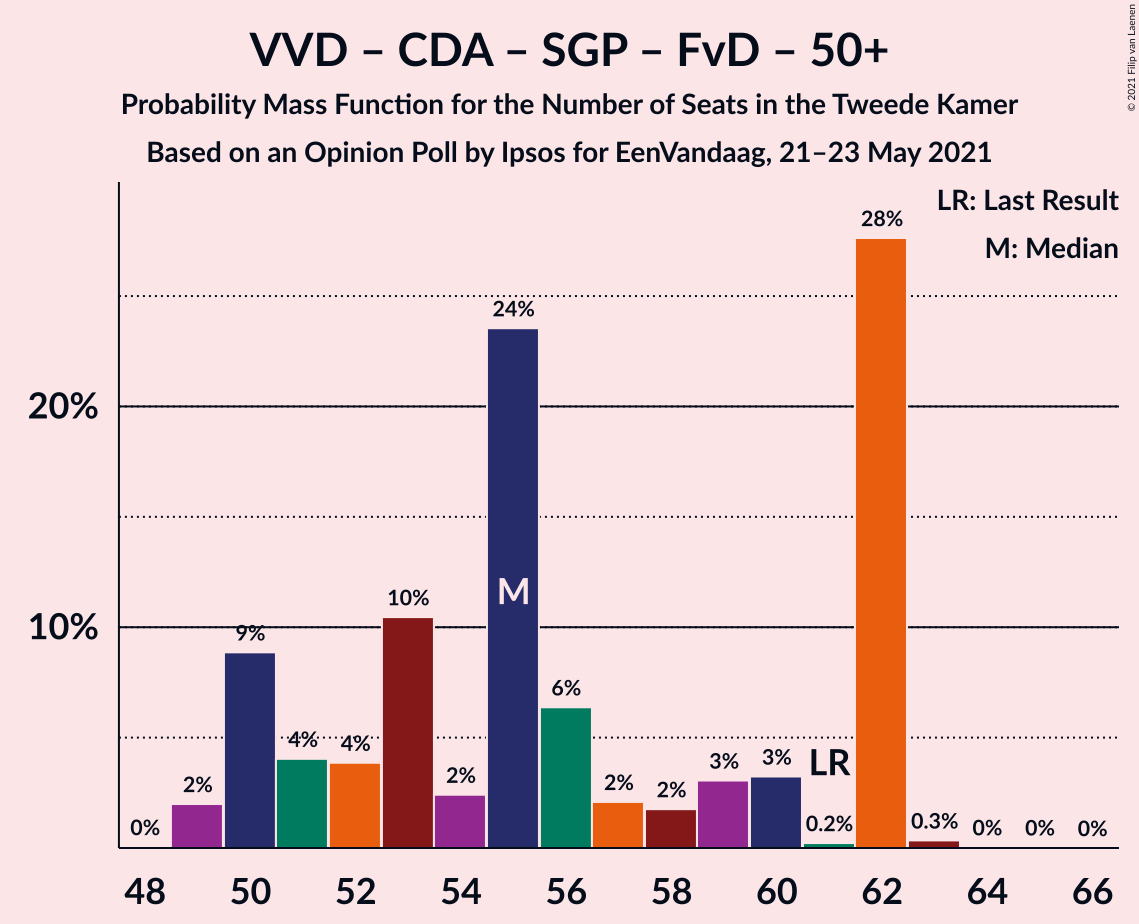 VVD – CDA – SGP – FvD – 50+
Probability Mass Function for the Number of Seats in the Tweede Kamer
Based on an Opinion Poll by Ipsos for EenVandaag, 21–23 May 2021
© 2021 Filip van Laenen
LR: Last Result
M: Median
20%
10%
0%
2%
9%
4%
4%
10%
2%
24%
M
6%
2%
2%
3%
3%
LR
0.2%
28%
0.3%
0%
0%
0%
48 50 52 54 56 58 60 62 64 66